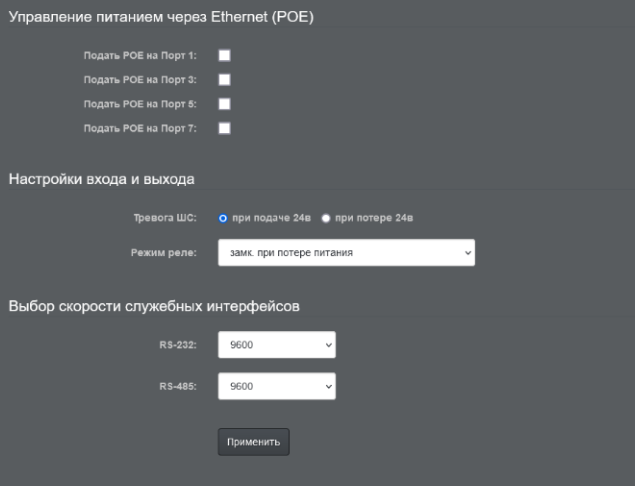 Управление питанием через Ethernet (POE)
Подать POE на Порт 1:
Подать POE на Порт 3:
Подать POE на Порт 5:
Подать POE на Порт 7:
Настройки входа и выхода
Тревога ШС: при подаче 24в при потере 24в
Режим реле: замк. при потере питания
Выбор скорости служебных интерфейсов
RS-232: 9600
RS-485: 9600
Применить